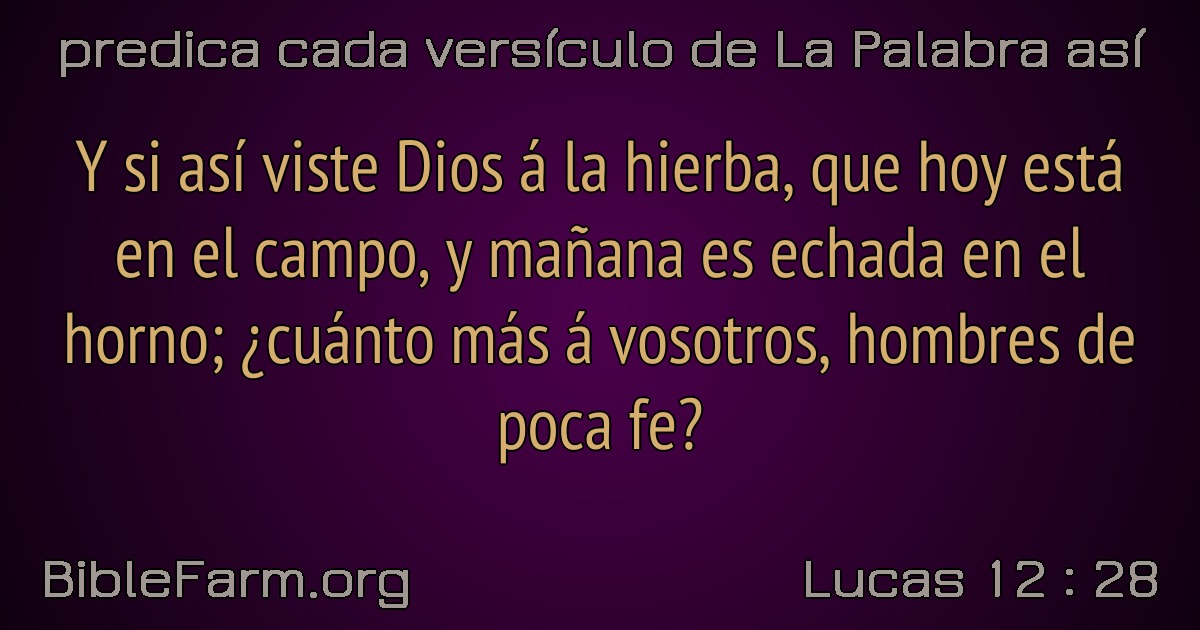 predica cada versículo de La Palabra así
Y si así viste Dios á la hierba, que hoy está
en el campo, y mañana es echada en el
horno; ¿cuánto más á vosotros, hombres de
poca fe?
BibleFarm.org
Lucas 12 : 28